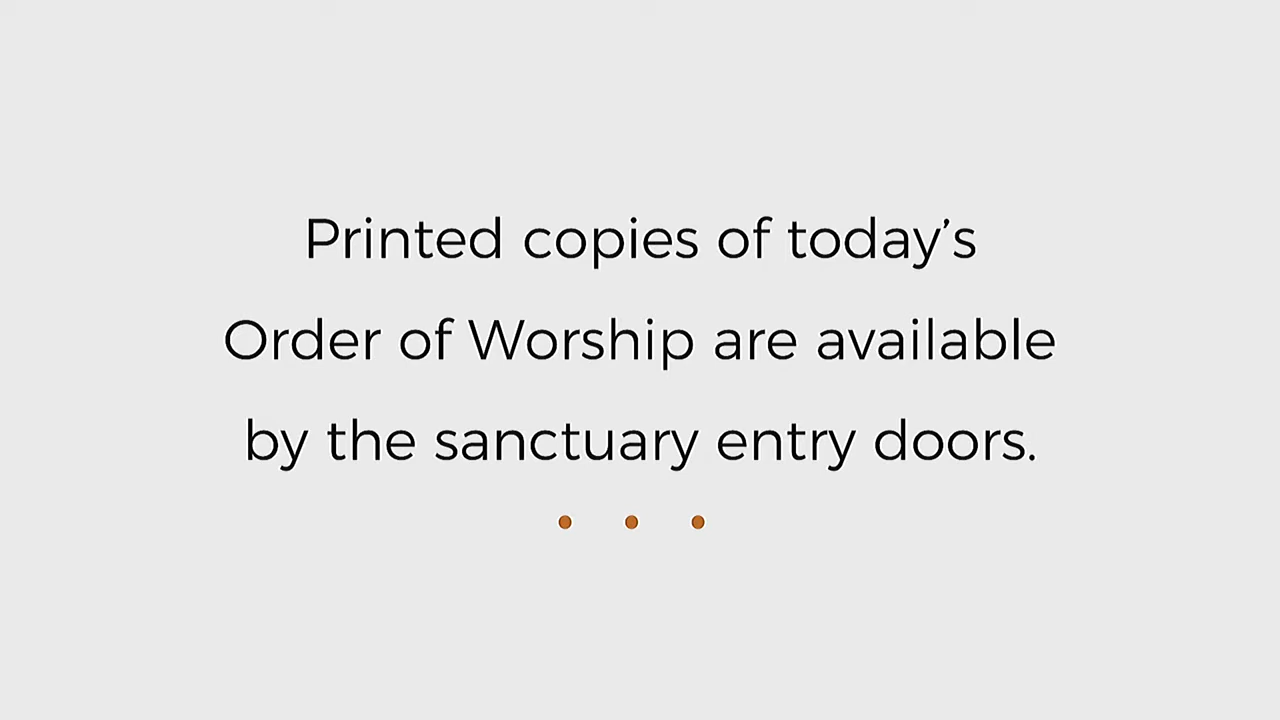 Printed copies of today’s
Order of Worship are available
by the sanctuary entry doors.